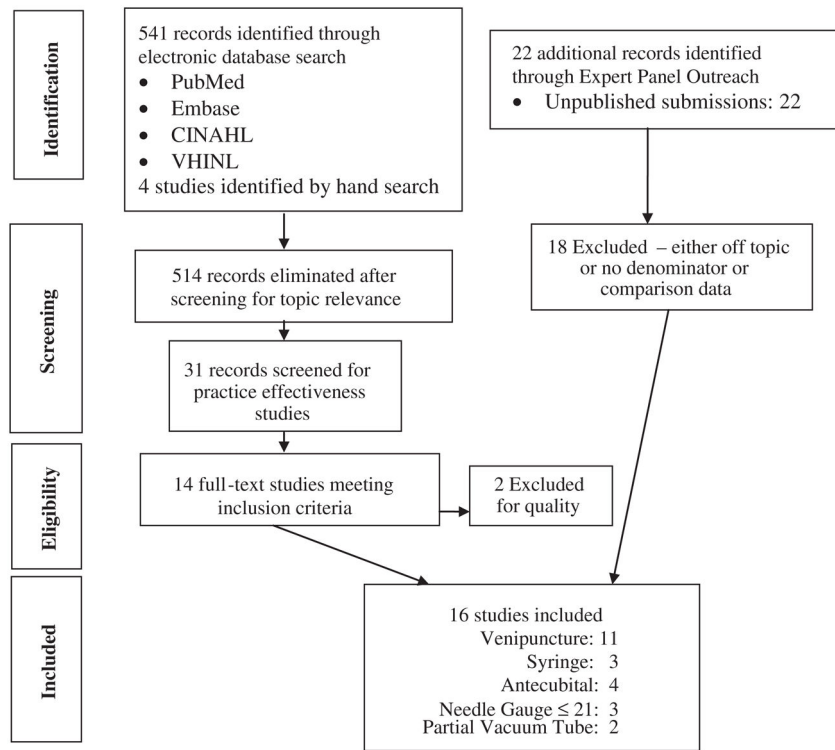 Identification
541 records identified through
electronic database search
• PubMed
• Embase
• CINAHL
• VHINL
4 studies identified by hand search
22 additional records identified
through Expert Panel Outreach
• Unpublished submissions: 22
Screening
514 records eliminated after
screening for topic relevance
18 Excluded – either off topic
or no denominator or
comparison data
31 records screened for
practice effectiveness
studies
Eligibility
14 full-text studies meeting
inclusion criteria
2 Excluded
for quality
Included
16 studies included
Venipuncture: 11
Syringe: 3
Antecubital: 4
Needle Gauge ≤ 21: 3
Partial Vacuum Tube: 2